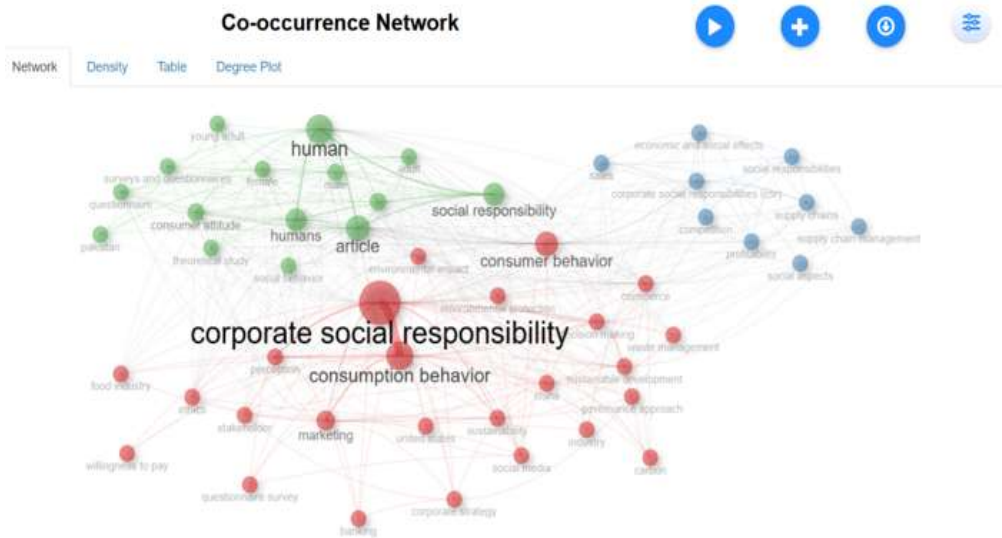 Co-occurrence Network
Network
Density
Table
Degree Plot
young adult
human
economic and social effects
surveys and questionnaires
female
adult
sales
social responsibilities
questionnaire
corporate social responsibilities (csr)
consumer attitude
social responsibility
competition
supply chains
pakistan
humans
article
supply chain management
theoretical study
consumer behavior
profitability
social behavior
environmental impact
social aspects
commerce
environmental protection
corporate social responsibility
decision making
waste management
perception
consumption behavior
sustainable development
food industry
china
ethics
governance approach
stakeholder
marketing
united states
sustainability
industry
willingness to pay
social media
carbon
questionnaire survey
corporate strategy
banking